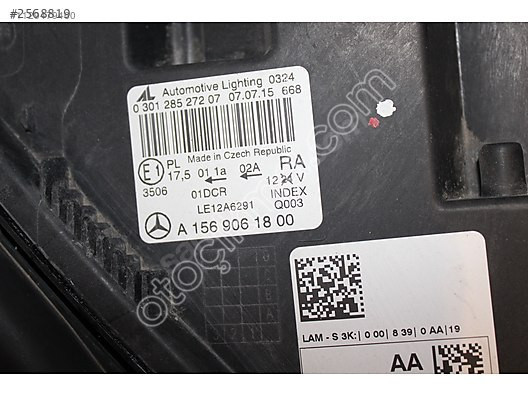 #2568819
AL Automotive Lighting 0324
0 301 285 272 07 07.07.15 668
E1 PL Made in Czech Republic RA
17,5 01 1a 02A 12 V
3506 01DCR INDEX
LE12A6291 Q003
A 156 906 18 00
otoçık
LAM - S 3K:| 0 00| 8 39| 0 AA| 19
AA